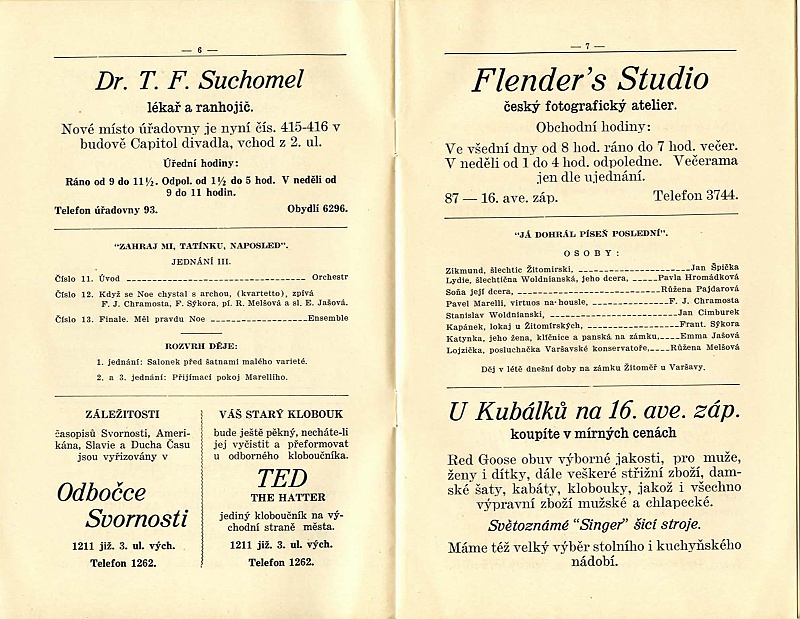 — 6 —
Dr. T. F. Suchomel
lékař a ranhojič.
Nové místo úřadovny je nyní čís. 415-416 v
budově Capitol divadla, vchod z 2. ul.
Úřední hodiny:
Ráno od 9 do 11½. Odpol. od 1½ do 5 hod. V neděli od
9 do 11 hodin.
Telefon úřadovny 93. Obydlí 6296.
"ZAHRAJ MI, TATÍNKU, NAPOSLED".
JEDNÁNÍ III.
Číslo 11. Úvod Orchestr
Číslo 12. Když se Noe chystal s archou, (kvartetto), zpívá
F. J. Chramosta, F. Sýkora, pí. R. Melšová a sl. E. Jašová.
Číslo 13. Finale. Měl pravdu Noe Ensemble
ROZVRH DĚJE:
1. jednání: Salonek před šatnami malého varieté.
2. a 3. jednání: Přijímací pokoj Marelliho.
ZÁLEŽITOSTI
časopisů Svornosti, Ameri-
kána, Slavie a Ducha Času
jsou vyřizovány v
Odbočce
Svornosti
1211 již. 3. ul. vých.
Telefon 1262.
VÁŠ STARÝ KLOBOUK
bude ještě pěkný, necháte-li
jej vyčistit a přeformovat
u odborného kloboučníka.
TED
THE HATTER
jediný kloboučník na vý-
chodní straně města.
1211 již. 3. ul. vých.
Telefon 1262.
— 7 —
Flender's Studio
český fotografický atelier.
Obchodní hodiny:
Ve všední dny od 8 hod. ráno do 7 hod. večer.
V neděli od 1 do 4 hod. odpoledne. Večerama
jen dle ujednání.
87 — 16. ave. záp. Telefon 3744.
"JÁ DOHRÁL PÍSEŇ POSLEDNÍ".
OSOBY:
Zikmund, šlechtic Žitomírski, Jan Špička
Lydie, šlechtična Woldnianská, jeho dcera, Pavla Hromádková
Soňa její dcera, Růžena Pajdarová
Pavel Marelli, virtuos na housle, F. J. Chramosta
Stanislav Woldnianski, Jan Cimburek
Kapánek, lokaj u Žitomírských, Frant. Sýkora
Katynka, jeho žena, klíčnice a panská na zámku, Emma Jašová
Lojzička, posluchačka Varšavské konservatoře, Růžena Melšová
Děj v létě dnešní doby na zámku Žitoměř u Varšavy.
U Kubálků na 16. ave. záp.
koupíte v mírných cenách
Red Goose obuv výborné jakosti, pro muže,
ženy i dítky, dále veškeré střižní zboží, dam-
ské šaty, kabáty, klobouky, jakož i všechno
výpravní zboží mužské a chlapecké.
Světoznámé "Singer" šicí stroje.
Máme též velký výběr stolního i kuchyňského
nádobí.